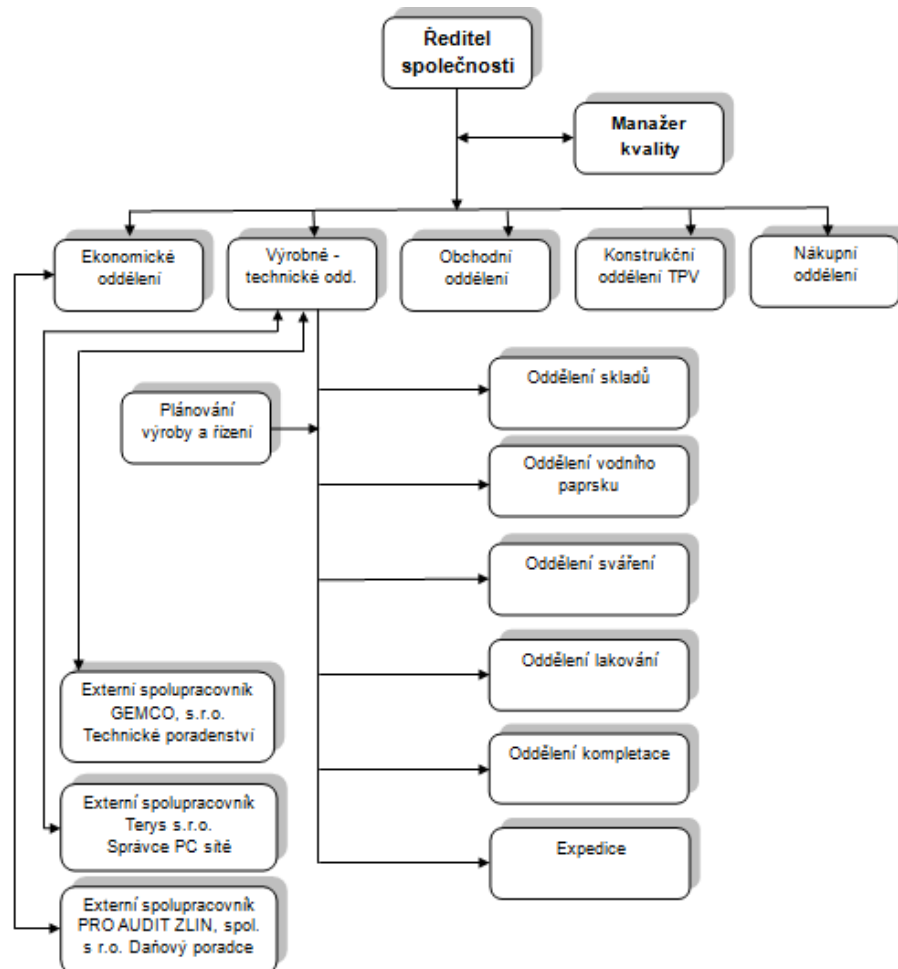 Ředitel
společnosti
Manažer
kvality
Ekonomické
oddělení
Výrobně -
technické odd.
Obchodní
oddělení
Konstrukční
oddělení TPV
Nákupní
oddělení
Plánování
výroby a řízení
Oddělení skladů
Oddělení vodního
paprsku
Oddělení sváření
Oddělení lakování
Oddělení kompletace
Expedice
Externí spolupracovník
GEMCO, s.r.o.
Technické poradenství
Externí spolupracovník
Terys s.r.o.
Správce PC sítě
Externí spolupracovník
PRO AUDIT ZLIN, spol.
s r.o. Daňový poradce